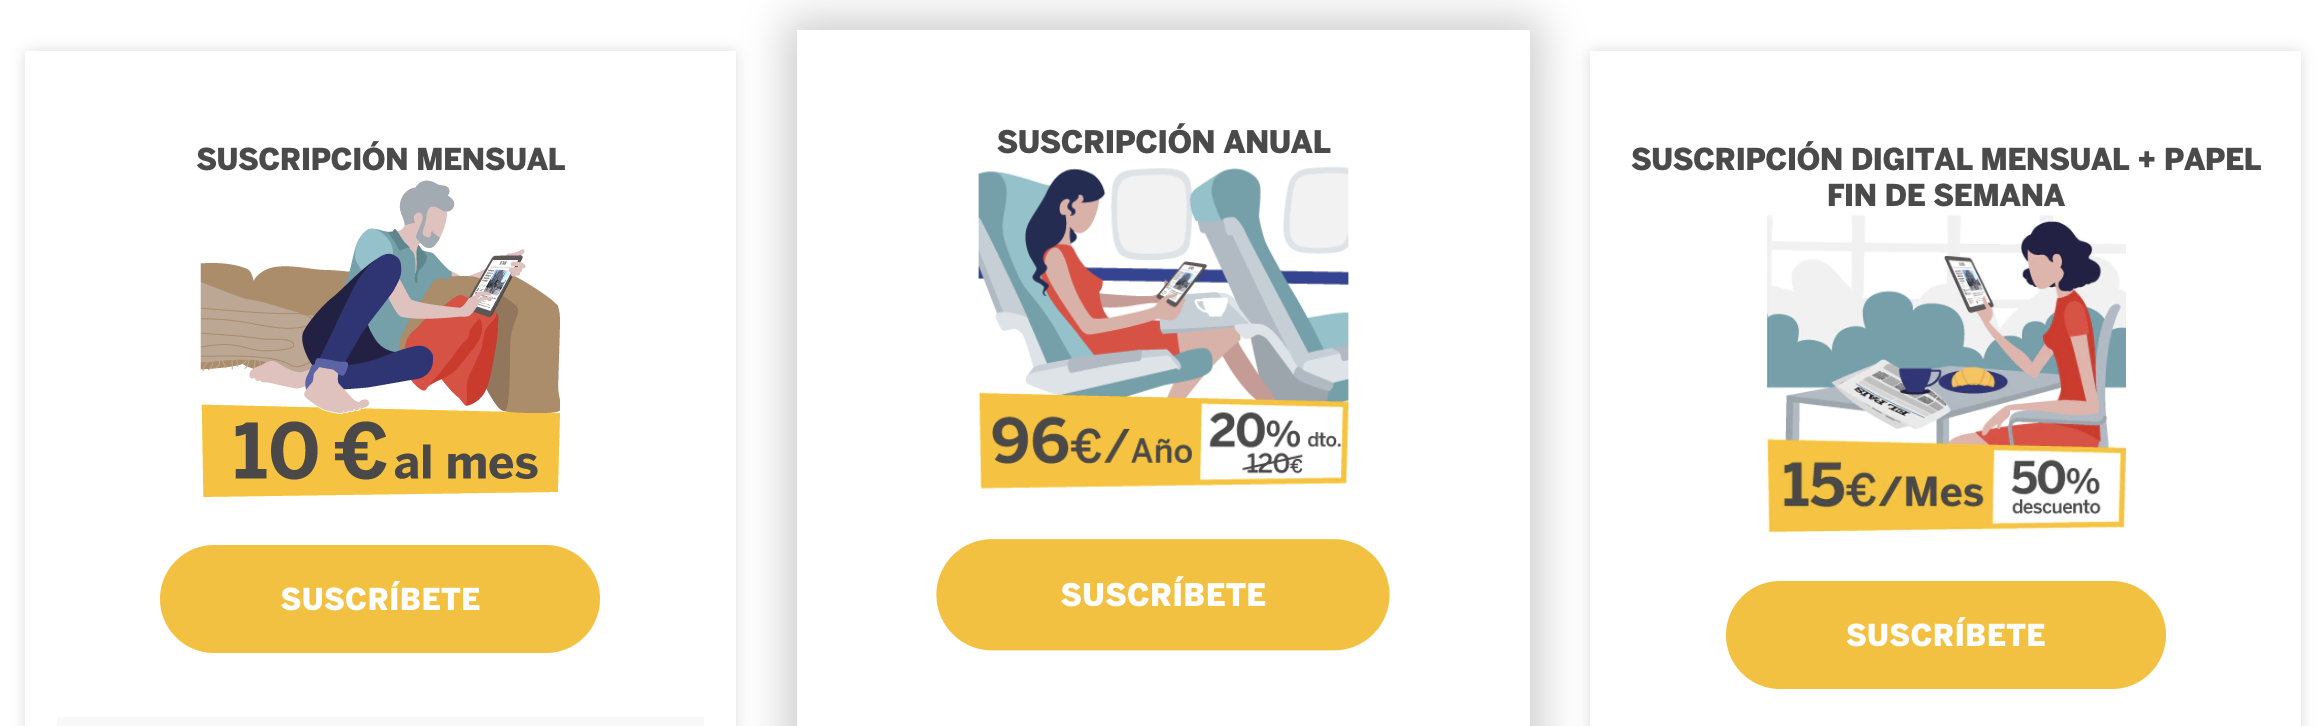 SUSCRIPCIÓN MENSUAL
10 € al mes
SUSCRÍBETE
SUSCRIPCIÓN ANUAL
96€/Año
20% dto.
120€
SUSCRÍBETE
SUSCRIPCIÓN DIGITAL MENSUAL + PAPEL
FIN DE SEMANA
EL PAÍS
15€/Mes
50%
descuento
SUSCRÍBETE